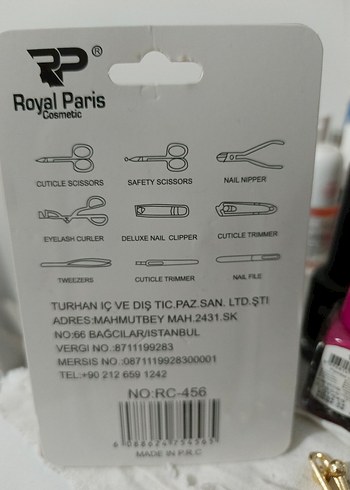 RP®
Royal Paris
Cosmetic
CUTICLE SCISSORS SAFETY SCISSORS NAIL NIPPER
EYELASH CURLER DELUXE NAIL CLIPPER CUTICLE TRIMMER
TWEEZERS CUTICLE TRIMMER NAIL FILE
TURHAN IÇ VE DIŞ TIC.PAZ.SAN. LTD.ŞTI
ADRES:MAHMUTBEY MAH.2431.SK
NO:66 BAĞCILAR/ISTANBUL
VERGI NO.:8711199283
MERSIS NO.:0871119928300001
TEL:+90 212 659 1242
NO:RC-456
MADE IN P.R.C